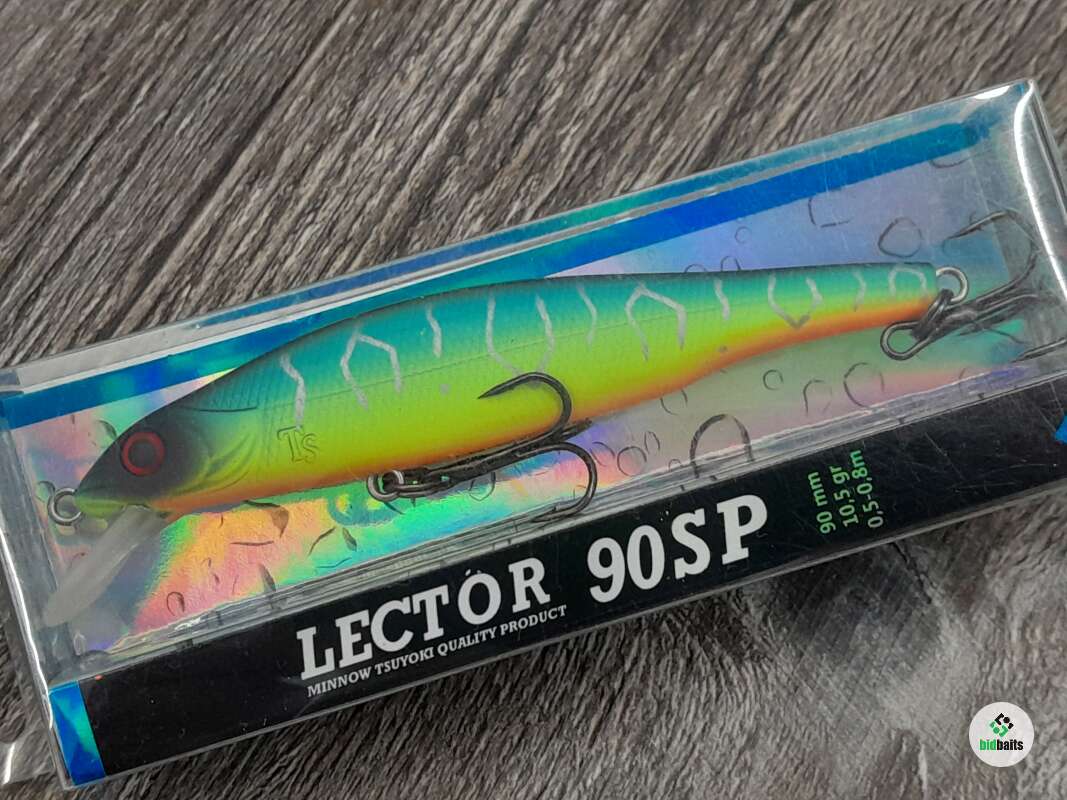 Ts
LECTOR 90SP
MINNOW TSUYOKI QUALITY PRODUCT
90 mm
10,5 gr
0,5-0,8m
bidbaits